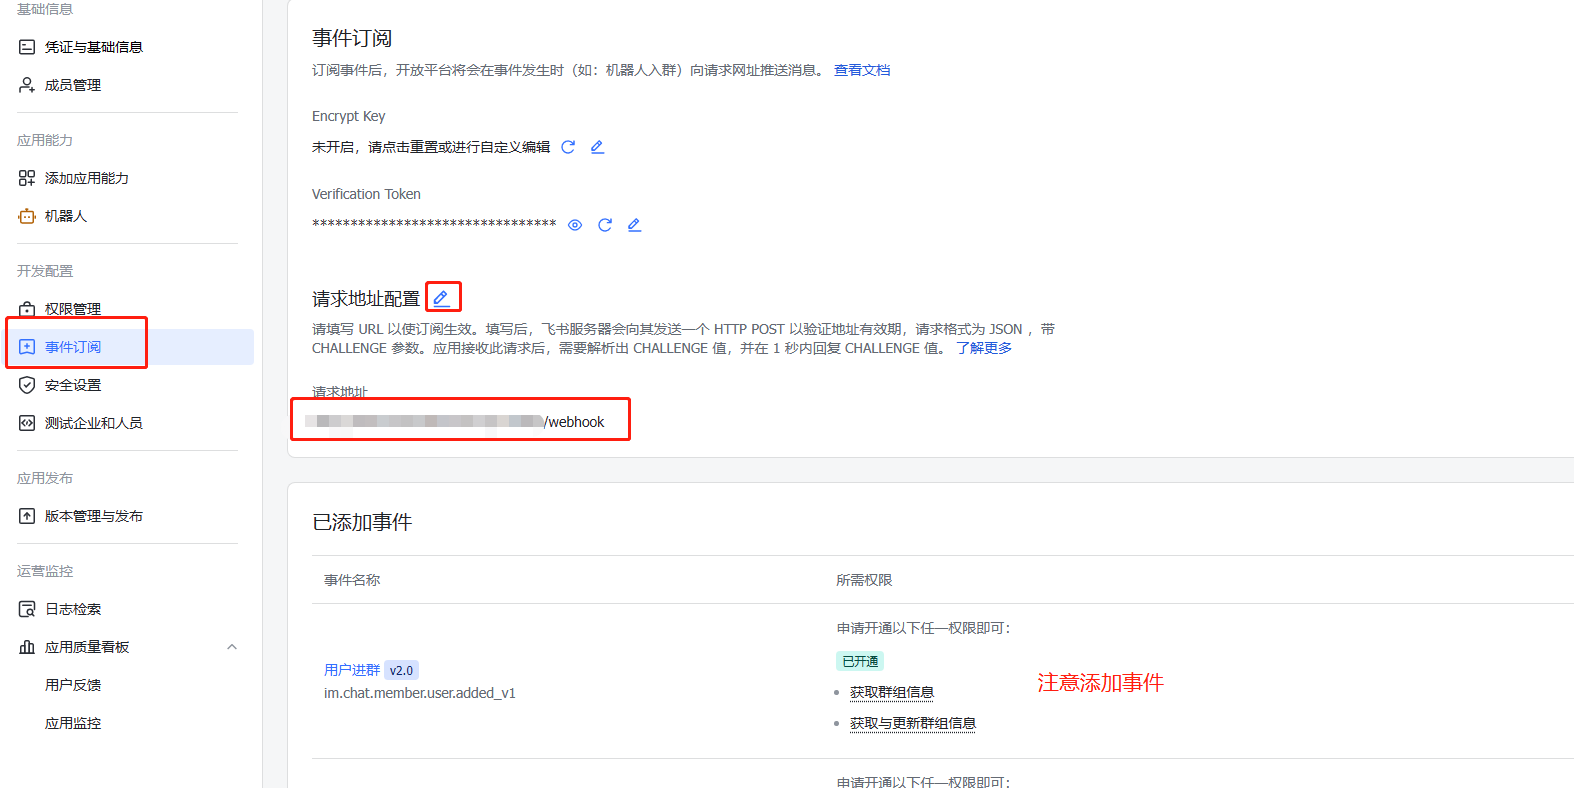 基础信息
凭证与基础信息
成员管理
应用能力
添加应用能力
机器人
开发配置
权限管理
事件订阅
安全设置
测试企业和人员
应用发布
版本管理与发布
运营监控
日志检索
应用质量看板
用户反馈
应用监控
事件订阅
订阅事件后，开放平台将会在事件发生时（如：机器人入群）向请求网址推送消息。 查看文档
Encrypt Key
未开启，请点击重置或进行自定义编辑
Verification Token
********************************
请求地址配置
请填写 URL 以使订阅生效。填写后，飞书服务器会向其发送一个 HTTP POST 以验证地址有效期，请求格式为 JSON ，带
CHALLENGE 参数。应用接收此请求后，需要解析出 CHALLENGE 值，并在 1 秒内回复 CHALLENGE 值。 了解更多
请求地址
/webhook
已添加事件
事件名称 所需权限
申请开通以下任一权限即可：
已开通
用户进群 v2.0
im.chat.member.user.added_v1
获取群组信息
获取与更新群组信息
注意添加事件
申请开通以下任一权限即可：